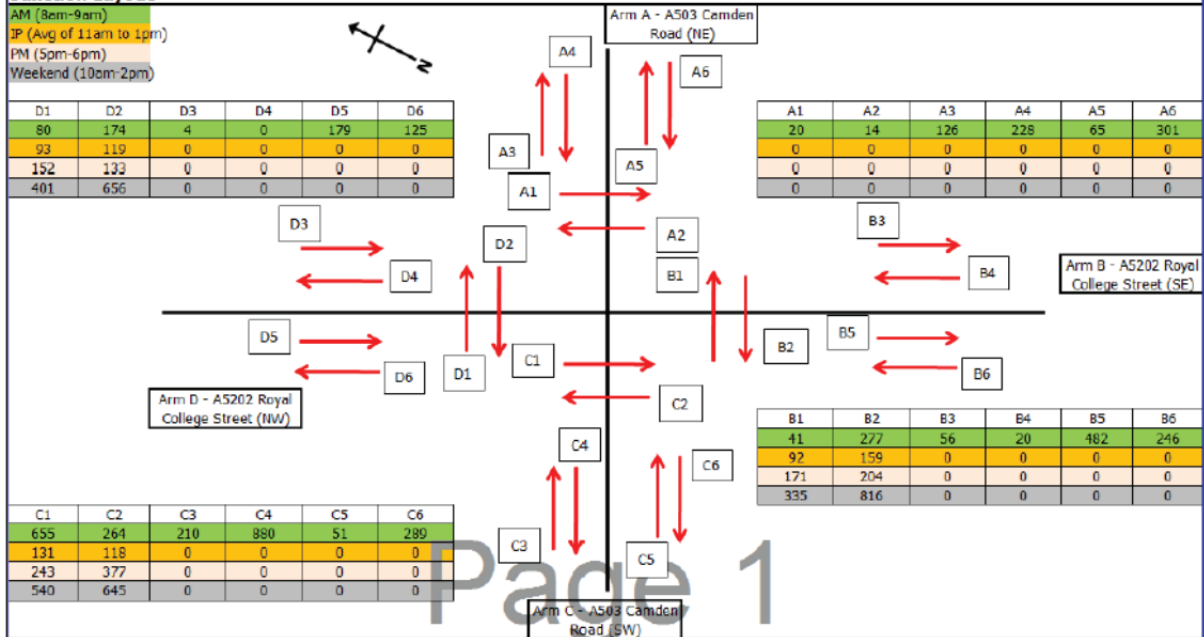 AM (8am-9am)
IP (Avg of 11am to 1pm)
PM (5pm-6pm)
Weekend (10am-2pm)
N
Arm A - A503 Camden
Road (NE)
A4
A6
D1 D2 D3 D4 D5 D6
80 174 4 0 179 125
93 119 0 0 0 0
152 133 0 0 0 0
401 656 0 0 0 0
A1 A2 A3 A4 A5 A6
20 14 126 228 65 301
0 0 0 0 0 0
0 0 0 0 0 0
0 0 0 0 0 0
A3
A5
A1
D3
D2
A2
B3
D4
B1
B4
Arm B - A5202 Royal
College Street (SE)
D5
D6
D1
C1
B2
B5
B6
Arm D - A5202 Royal
College Street (NW)
C2
C4
C6
B1 B2 B3 B4 B5 B6
41 277 56 20 482 246
92 159 0 0 0 0
171 204 0 0 0 0
335 816 0 0 0 0
C1 C2 C3 C4 C5 C6
655 264 210 880 51 289
131 118 0 0 0 0
243 377 0 0 0 0
540 645 0 0 0 0
C3
C5
Page 1
Arm C - A503 Camden
Road (SW)